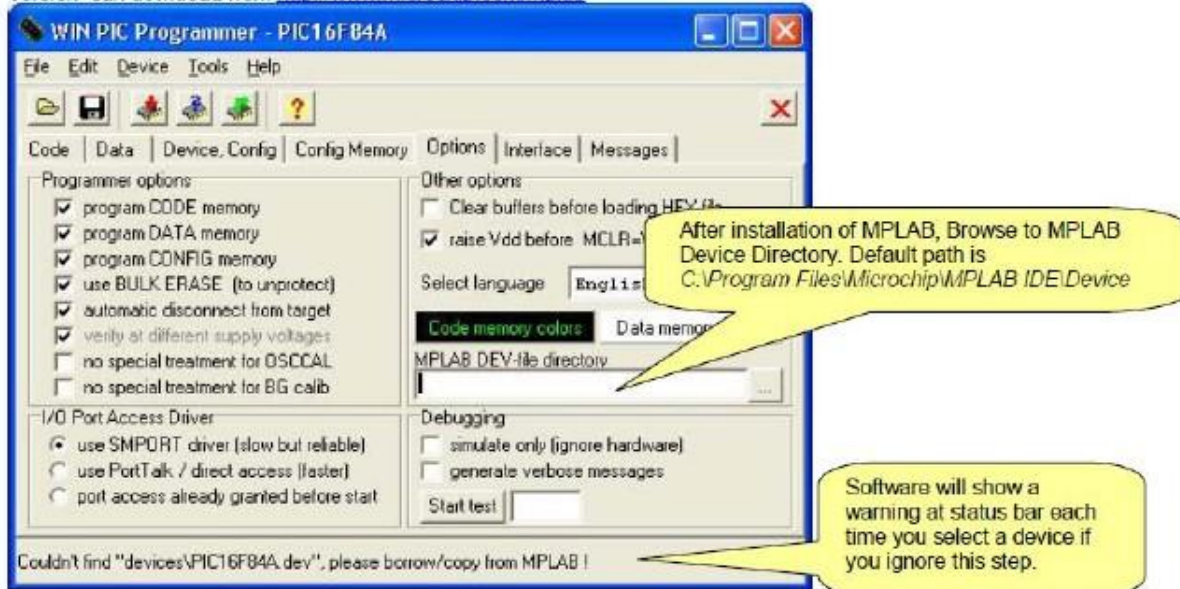 WIN PIC Programmer - PIC16F84A
File Edit Device Tools Help
?
Code Data Device, Config Config Memory Options Interface Messages
Programmer options
program CODE memory
program DATA memory
program CONFIG memory
use BULK ERASE (to unprotect)
automatic disconnect from target
verify at different supply voltages
no special treatment for OSCCAL
no special treatment for BG calib
Other options
Clear buffers before loading HEX file
raise Vdd before MCLR=
Select language Englis
Code memory colors Data memor
MPLAB DEV-file directory
...
After installation of MPLAB, Browse to MPLAB
Device Directory. Default path is
C:\Program Files\Microchip\MPLAB IDE\Device
I/O Port Access Driver
use SMPORT driver (slow but reliable)
use PortTalk / direct access (faster)
port access already granted before start
Debugging
simulate only (ignore hardware)
generate verbose messages
Start test
Software will show a
warning at status bar each
time you select a device if
you ignore this step.
Couldn't find "devices\PIC16F84A.dev", please borrow/copy from MPLAB !